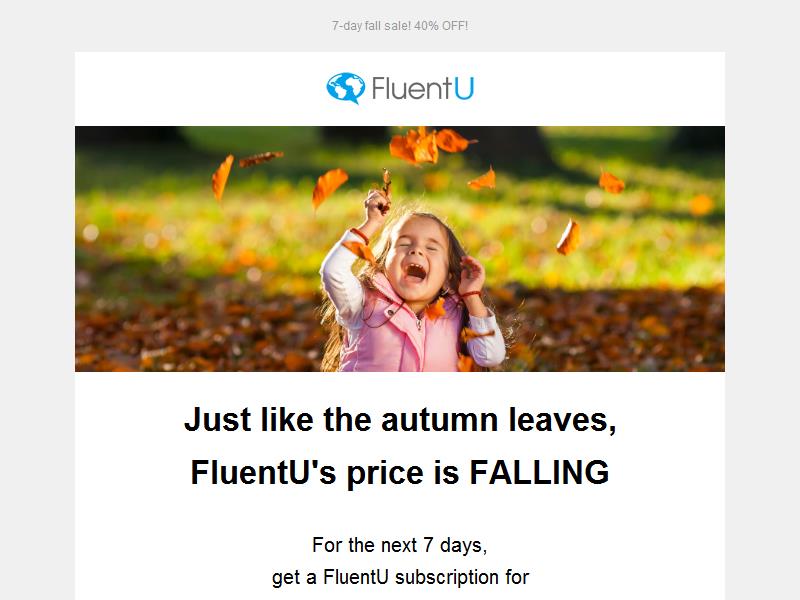 7-day fall sale! 40% OFF!
FluentU
Just like the autumn leaves,
FluentU's price is FALLING
For the next 7 days,
get a FluentU subscription for